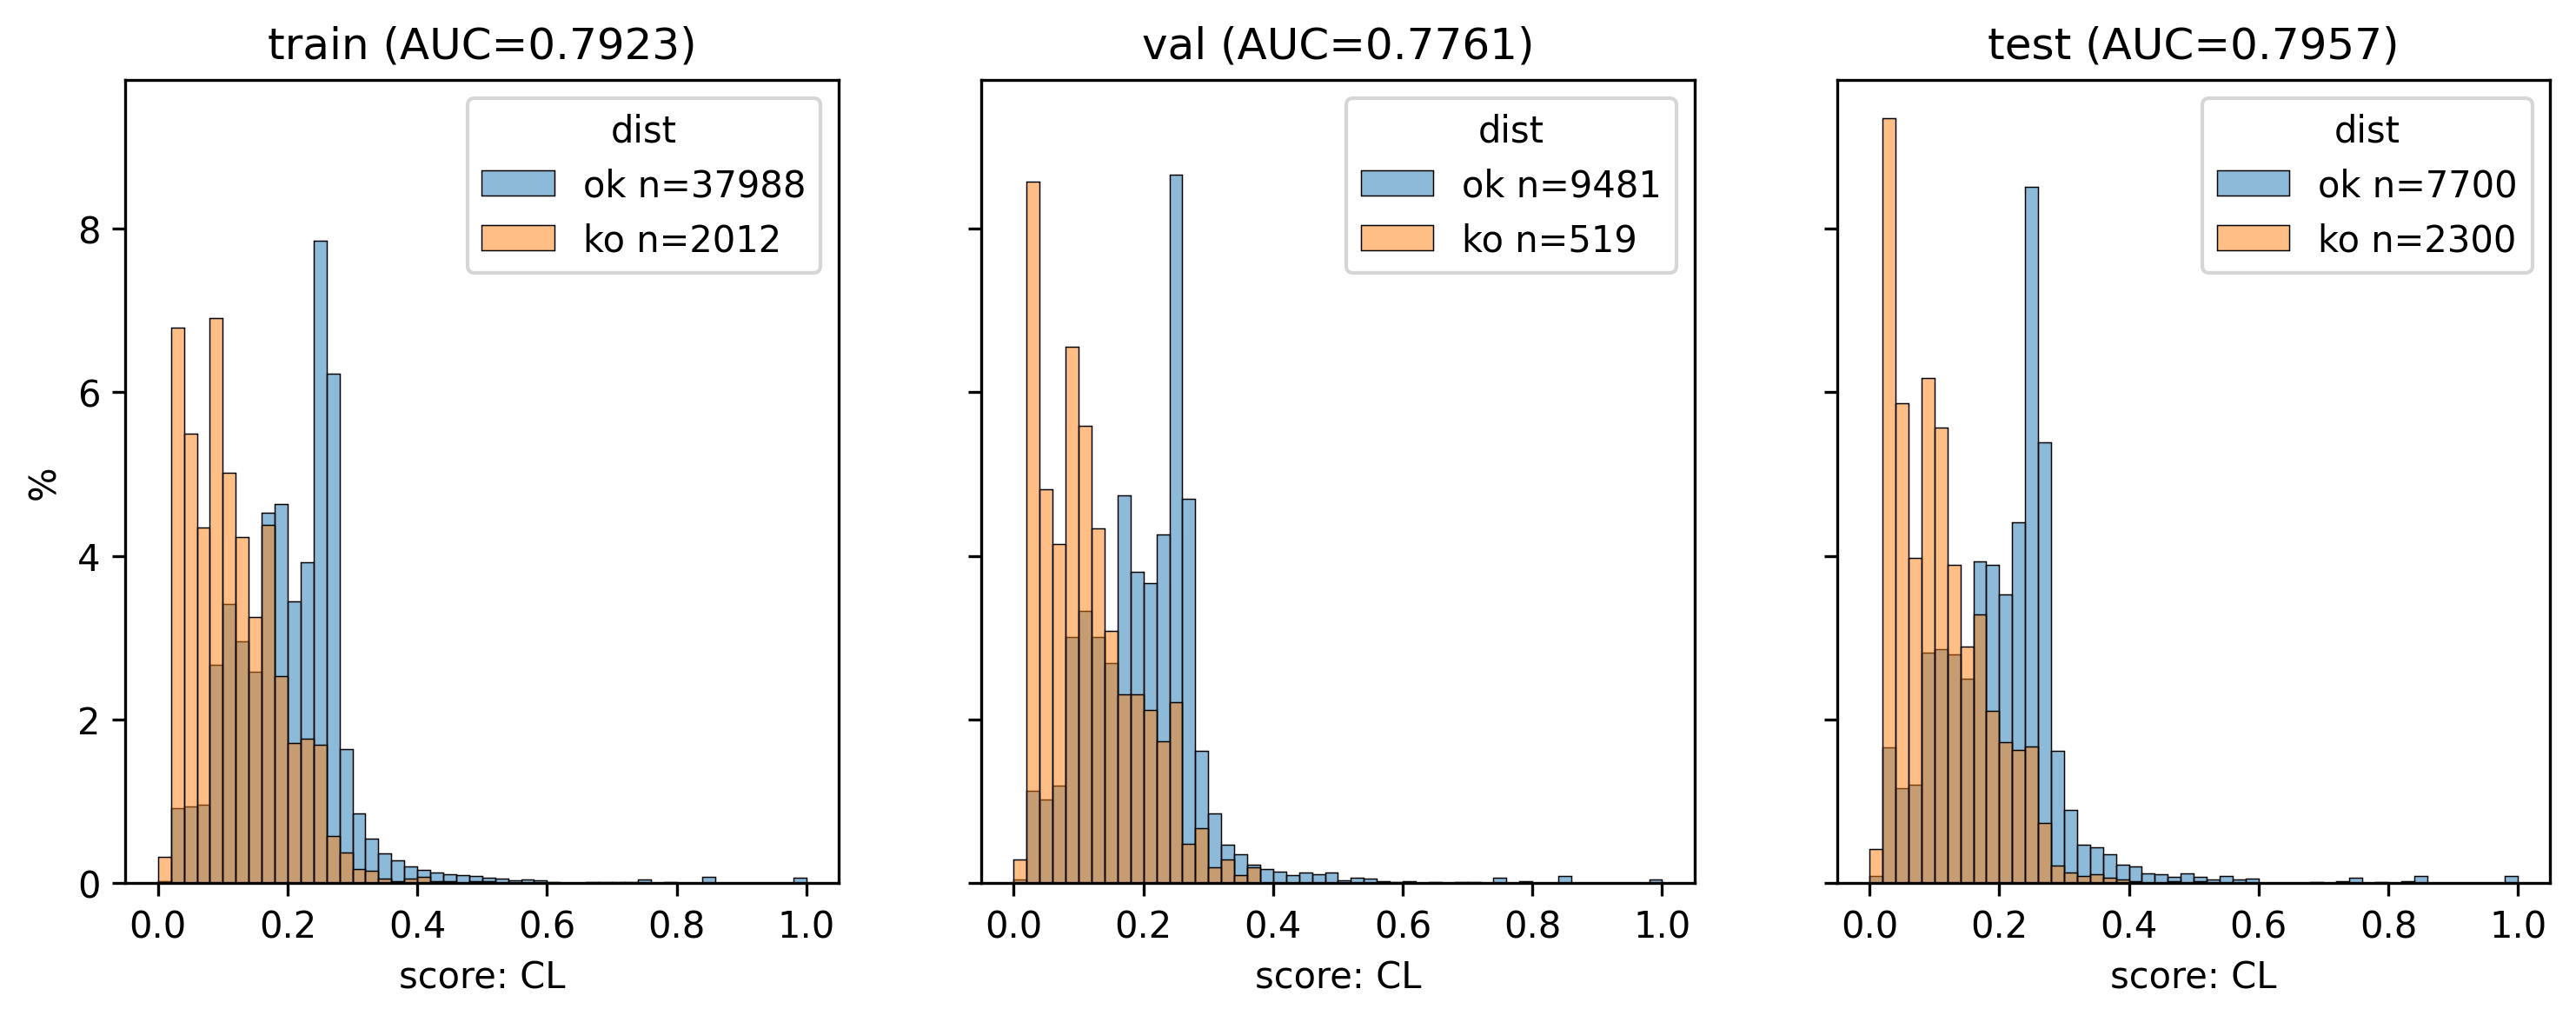 train (AUC=0.7923)
dist
ok n=37988
ko n=2012
8
6
4
2
0
%
0.0 0.2 0.4 0.6 0.8 1.0
score: CL
val (AUC=0.7761)
dist
ok n=9481
ko n=519
0.0 0.2 0.4 0.6 0.8 1.0
score: CL
test (AUC=0.7957)
dist
ok n=7700
ko n=2300
0.0 0.2 0.4 0.6 0.8 1.0
score: CL